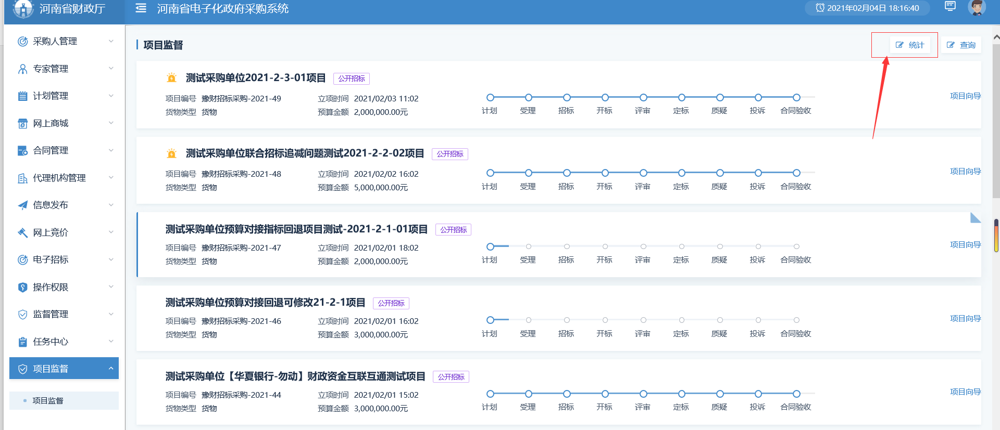 河南省财政厅
河南省电子化政府采购系统
2021年02月04日 18:16:40
采购人管理
专家管理
计划管理
网上商城
合同管理
代理机构管理
信息发布
网上竞价
电子招标
操作权限
监督管理
任务中心
项目监督
项目监督
项目监督
统计
查询
测试采购单位2021-2-3-01项目 公开招标
项目编号 豫财招标采购-2021-49 立项时间 2021/02/03 11:02
货物类型 货物 预算金额 2,000,000.00元
计划 受理 招标 开标 评审 定标 质疑 投诉 合同验收
项目向导
测试采购单位联合招标追减问题测试2021-2-2-02项目 公开招标
项目编号 豫财招标采购-2021-48 立项时间 2021/02/02 16:02
货物类型 货物 预算金额 5,000,000.00元
计划 受理 招标 开标 评审 定标 质疑 投诉 合同验收
项目向导
测试采购单位预算对接指标回退项目测试-2021-2-1-01项目 公开招标
项目编号 豫财招标采购-2021-47 立项时间 2021/02/01 18:02
货物类型 货物 预算金额 2,000,000.00元
计划 受理 招标 开标 评审 定标 质疑 投诉 合同验收
项目向导
测试采购单位预算对接回退可修改21-2-1项目 公开招标
项目编号 豫财招标采购-2021-46 立项时间 2021/02/01 16:02
货物类型 货物 预算金额 3,000,000.00元
计划 受理 招标 开标 评审 定标 质疑 投诉 合同验收
项目向导
测试采购单位【华夏银行-勿动】财政资金互联互通测试项目 公开招标
项目编号 豫财招标采购-2021-44 立项时间 2021/02/01 15:02
货物类型 货物 预算金额 3,000,000.00元
计划 受理 招标 开标 评审 定标 质疑 投诉 合同验收
项目向导